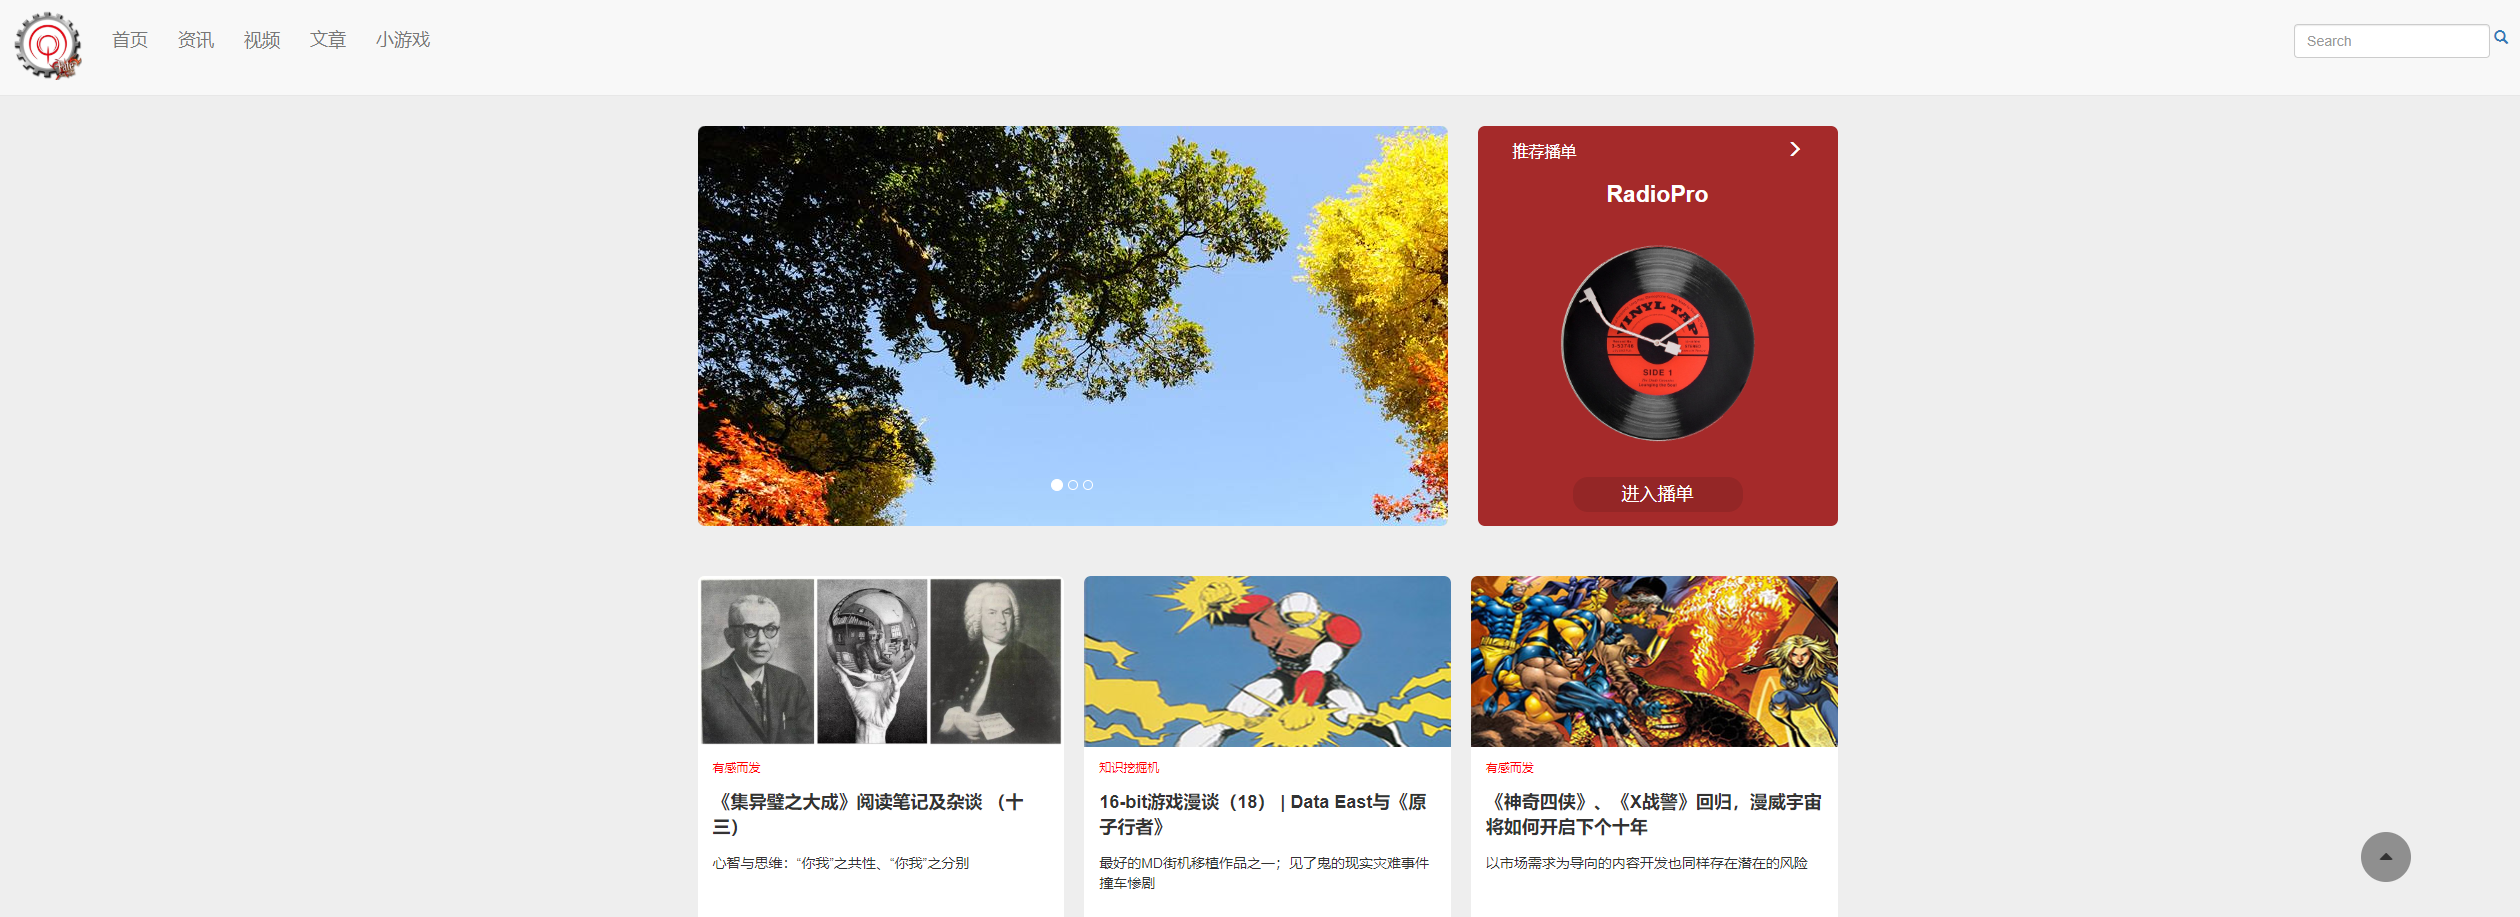 首页 资讯 视频 文章 小游戏 Search
推荐播单
RadioPro
VINYL TAP
SIDE 1
进入播单
有感而发
《集异璧之大成》阅读笔记及杂谈 （十
三）
心智与思维：“你我”之共性、“你我”之分别
知识挖掘机
16-bit游戏漫谈（18） | Data East与《原
子行者》
最好的MD街机移植作品之一；见了鬼的现实灾难事件
撞车惨剧
有感而发
《神奇四侠》、《X战警》回归，漫威宇宙
将如何开启下个十年
以市场需求为导向的内容开发也同样存在潜在的风险